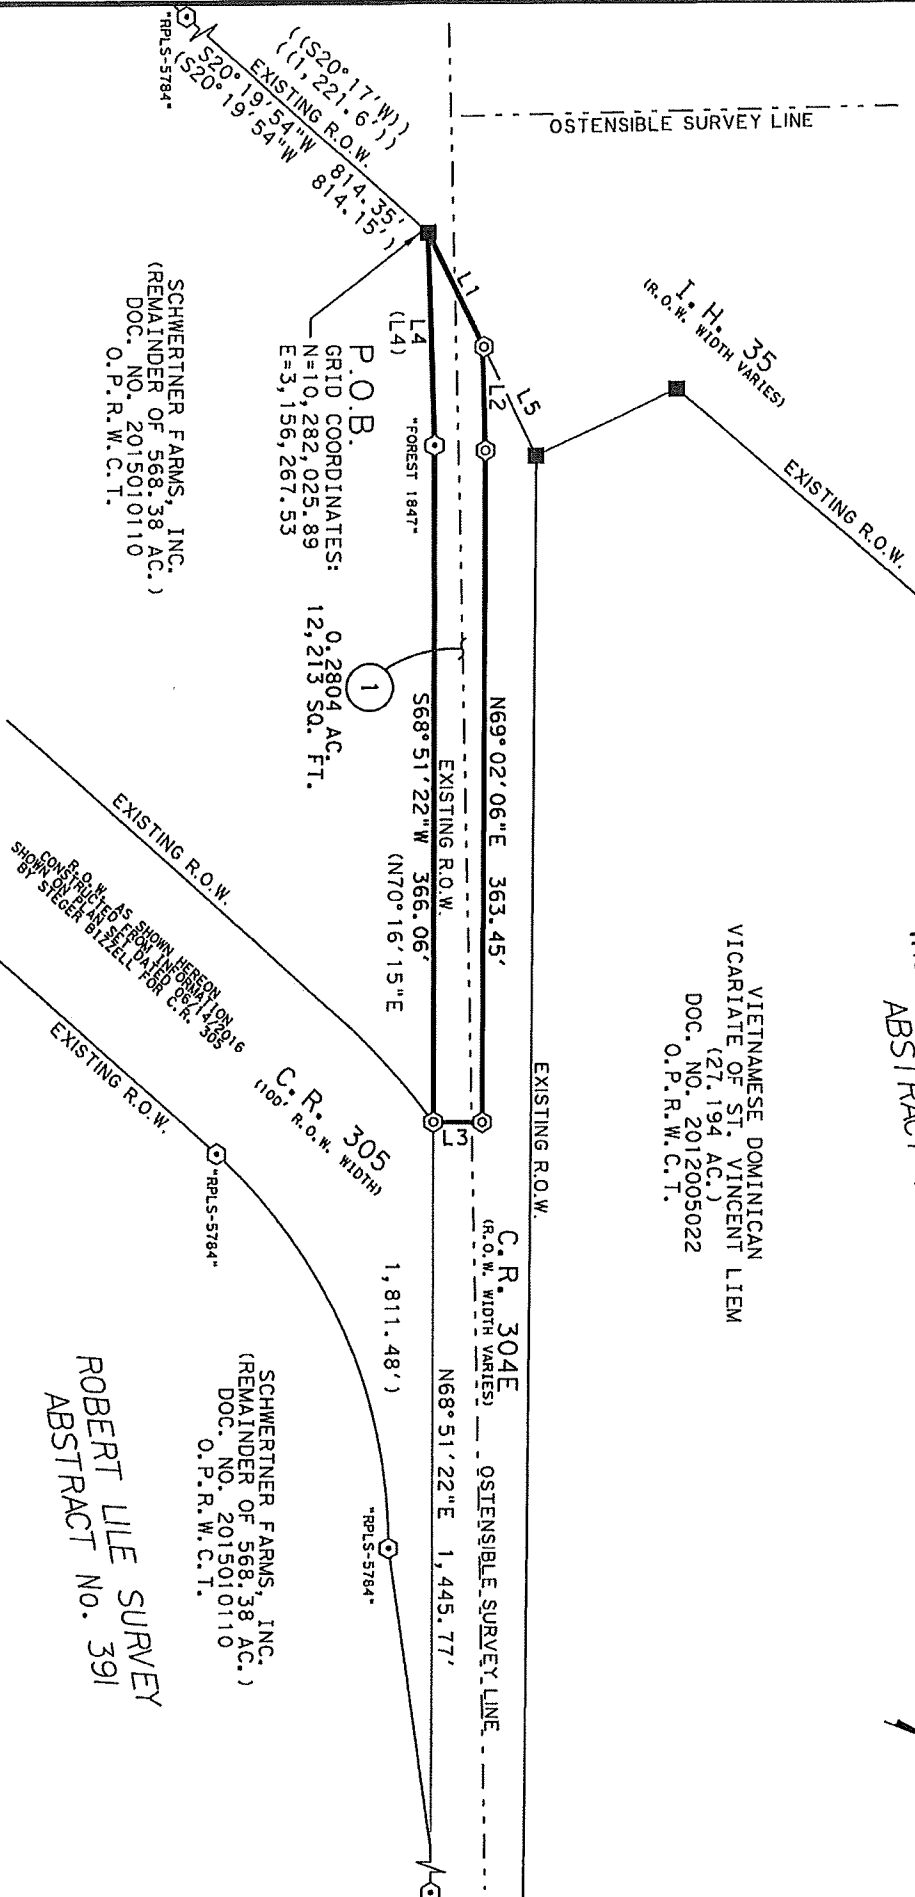 "RPLS-5784"
((S20°17'W))
((1,221.6'))
EXISTING R.O.W.
S20°19'54"W 814.35'
(S20°19'54"W 814.15')
OSTENSIBLE SURVEY LINE
I.H. 35
(R.O.W. WIDTH VARIES)
EXISTING R.O.W.
L1
L2
L5
L4
(L4)
"FOREST 1847"
P.O.B.
GRID COORDINATES:
N=10,282,025.89
E=3,156,267.53
SCHWERTNER FARMS, INC.
(REMAINDER OF 568.38 AC.)
DOC. NO. 2015010110
O.P.R.W.C.T.
1
0.2804 AC.
12,213 SQ. FT.
N69°02'06"E 363.45'
EXISTING R.O.W.
S68°51'22"W 366.06'
(N70°16'15"E
1,811.48')
L3
EXISTING R.O.W.
R.O.W. AS SHOWN HEREON
CONSTRUCTED FROM INFORMATION
SHOWN ON PLAN SET DATED 06/14/2016
BY STEGER BIZZELL FOR C.R. 305
EXISTING R.O.W.
"RPLS-5784"
C.R. 305
(100' R.O.W. WIDTH)
ABSTRACT
VIETNAMESE DOMINICAN
VICARIATE OF ST. VINCENT LIEM
(27.194 AC.)
DOC. NO. 2012005022
O.P.R.W.C.T.
EXISTING R.O.W.
C.R. 304E
(R.O.W. WIDTH VARIES)
OSTENSIBLE SURVEY LINE
N68°51'22"E 1,445.77'
"RPLS-5784"
SCHWERTNER FARMS, INC.
(REMAINDER OF 568.38 AC.)
DOC. NO. 2015010110
O.P.R.W.C.T.
ROBERT LILE SURVEY
ABSTRACT No. 391